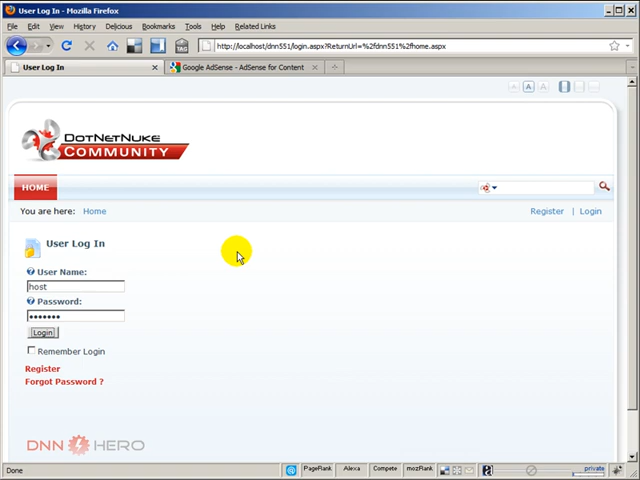 User Log In - Mozilla Firefox
File Edit View History Delicious Bookmarks Tools Help Related Links
http://localhost/dnn551/login.aspx?ReturnUrl=%2fdnn551%2fhome.aspx
User Log In
Google AdSense - AdSense for Content
A A A
DOTNETNUKE
COMMUNITY
HOME
You are here: Home
Register | Login
User Log In
User Name:
host
Password:
•••••••
Login
Remember Login
Register
Forgot Password ?
DNN HERO
Done
PageRank Alexa Compete mozRank private